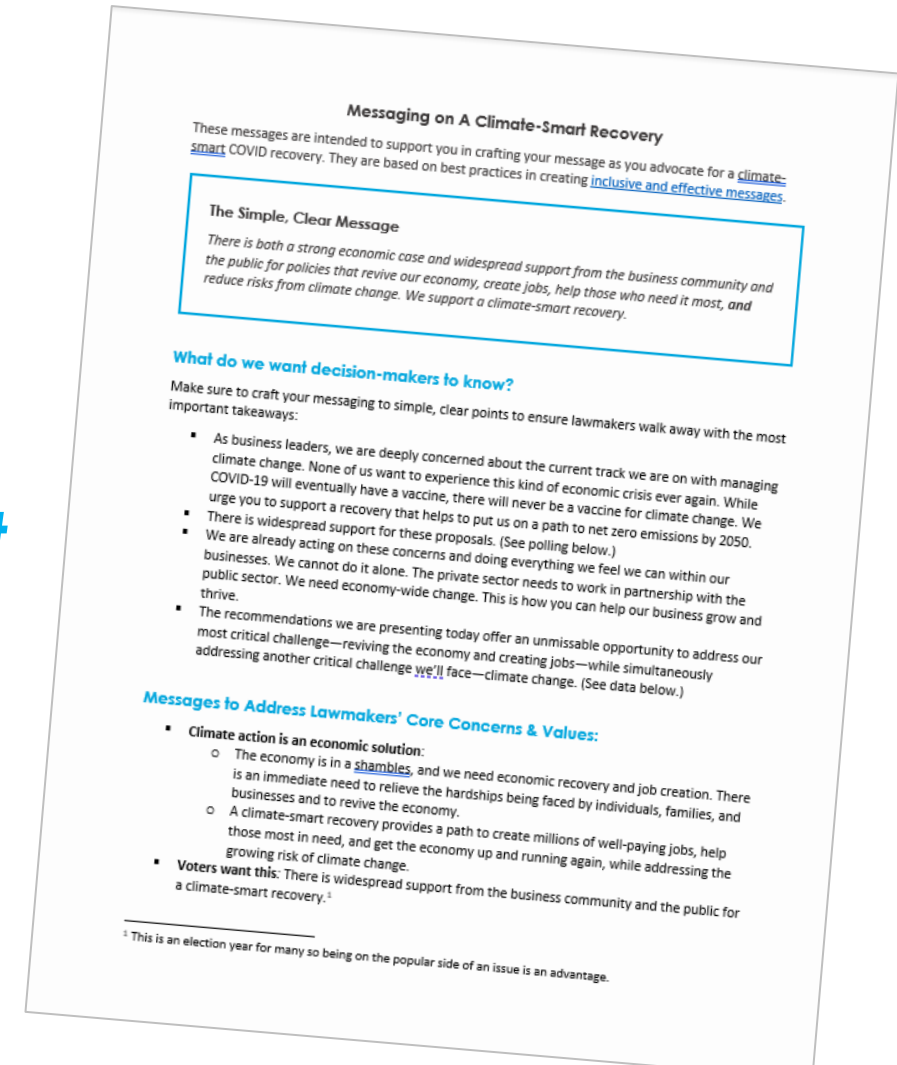 Messaging on A Climate-Smart Recovery
These messages are intended to support you in crafting your message as you advocate for a climate-
smart COVID recovery. They are based on best practices in creating inclusive and effective messages.
The Simple, Clear Message
There is both a strong economic case and widespread support from the business community and
the public for policies that revive our economy, create jobs, help those who need it most, and
reduce risks from climate change. We support a climate-smart recovery.
What do we want decision-makers to know?
Make sure to craft your messaging to simple, clear points to ensure lawmakers walk away with the most
important takeaways:
▪ As business leaders, we are deeply concerned about the current track we are on with managing
climate change. None of us want to experience this kind of economic crisis ever again. While
COVID-19 will eventually have a vaccine, there will never be a vaccine for climate change. We
urge you to support a recovery that helps to put us on a path to net zero emissions by 2050.
▪ There is widespread support for these proposals. (See polling below.)
▪ We are already acting on these concerns and doing everything we feel we can within our
businesses. We cannot do it alone. The private sector needs to work in partnership with the
public sector. We need economy-wide change. This is how you can help our business grow and
thrive.
▪ The recommendations we are presenting today offer an unmissable opportunity to address our
most critical challenge—reviving the economy and creating jobs—while simultaneously
addressing another critical challenge we'll face—climate change. (See data below.)
Messages to Address Lawmakers' Core Concerns & Values:
▪ Climate action is an economic solution:
o The economy is in a shambles, and we need economic recovery and job creation. There
is an immediate need to relieve the hardships being faced by individuals, families, and
businesses and to revive the economy.
o A climate-smart recovery provides a path to create millions of well-paying jobs, help
those most in need, and get the economy up and running again, while addressing the
growing risk of climate change.
▪ Voters want this: There is widespread support from the business community and the public for
a climate-smart recovery.¹
¹ This is an election year for many so being on the popular side of an issue is an advantage.